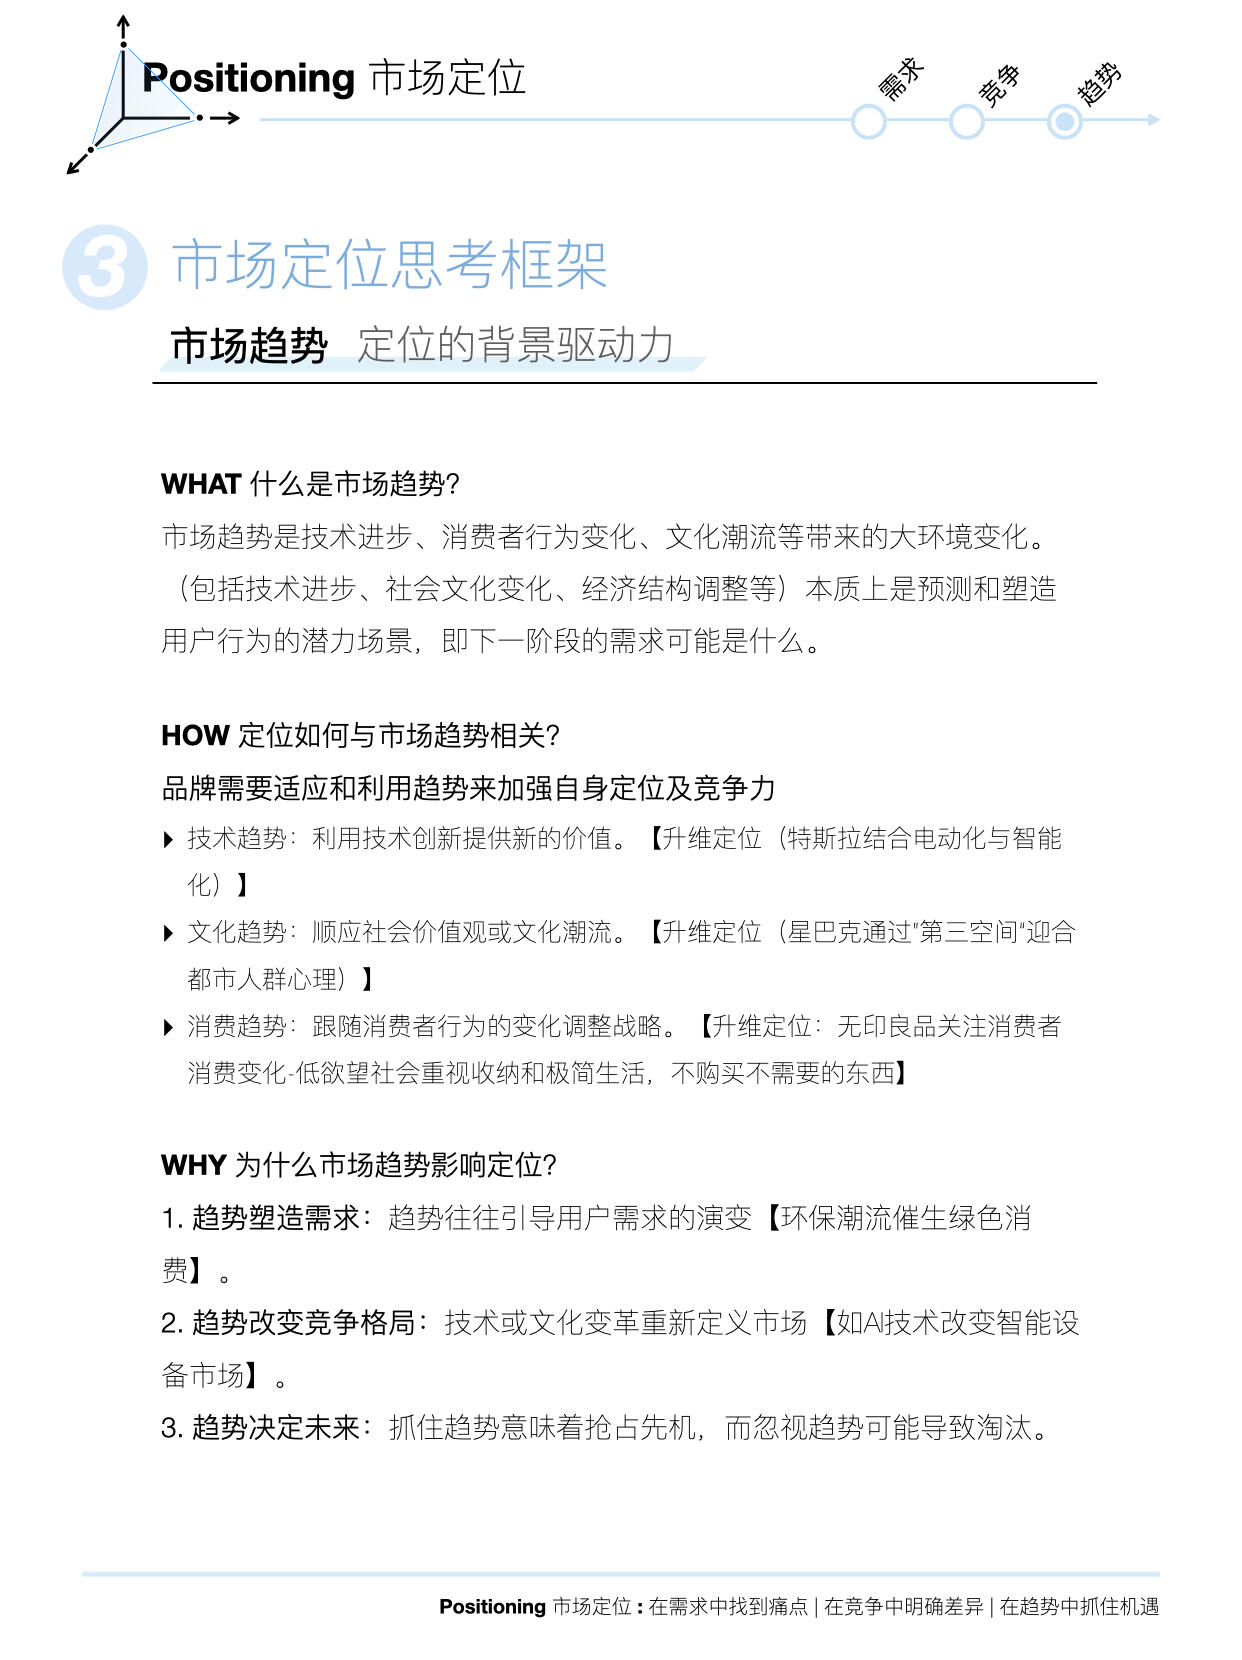 Positioning 市场定位
需求
竞争
趋势
3
市场定位思考框架
市场趋势 定位的背景驱动力
WHAT 什么是市场趋势？
市场趋势是技术进步、消费者行为变化、文化潮流等带来的大环境变化。
（包括技术进步、社会文化变化、经济结构调整等）本质上是预测和塑造
用户行为的潜力场景，即下一阶段的需求可能是什么。
HOW 定位如何与市场趋势相关？
品牌需要适应和利用趋势来加强自身定位及竞争力
技术趋势：利用技术创新提供新的价值。【升维定位（特斯拉结合电动化与智能
化）】
文化趋势：顺应社会价值观或文化潮流。【升维定位（星巴克通过"第三空间"迎合
都市人群心理）】
消费趋势：跟随消费者行为的变化调整战略。【升维定位：无印良品关注消费者
消费变化-低欲望社会重视收纳和极简生活，不购买不需要的东西】
WHY 为什么市场趋势影响定位？
1. 趋势塑造需求：趋势往往引导用户需求的演变【环保潮流催生绿色消
费】。
2. 趋势改变竞争格局：技术或文化变革重新定义市场【如AI技术改变智能设
备市场】。
3. 趋势决定未来：抓住趋势意味着抢占先机，而忽视趋势可能导致淘汰。
Positioning 市场定位 : 在需求中找到痛点 | 在竞争中明确差异 | 在趋势中抓住机遇